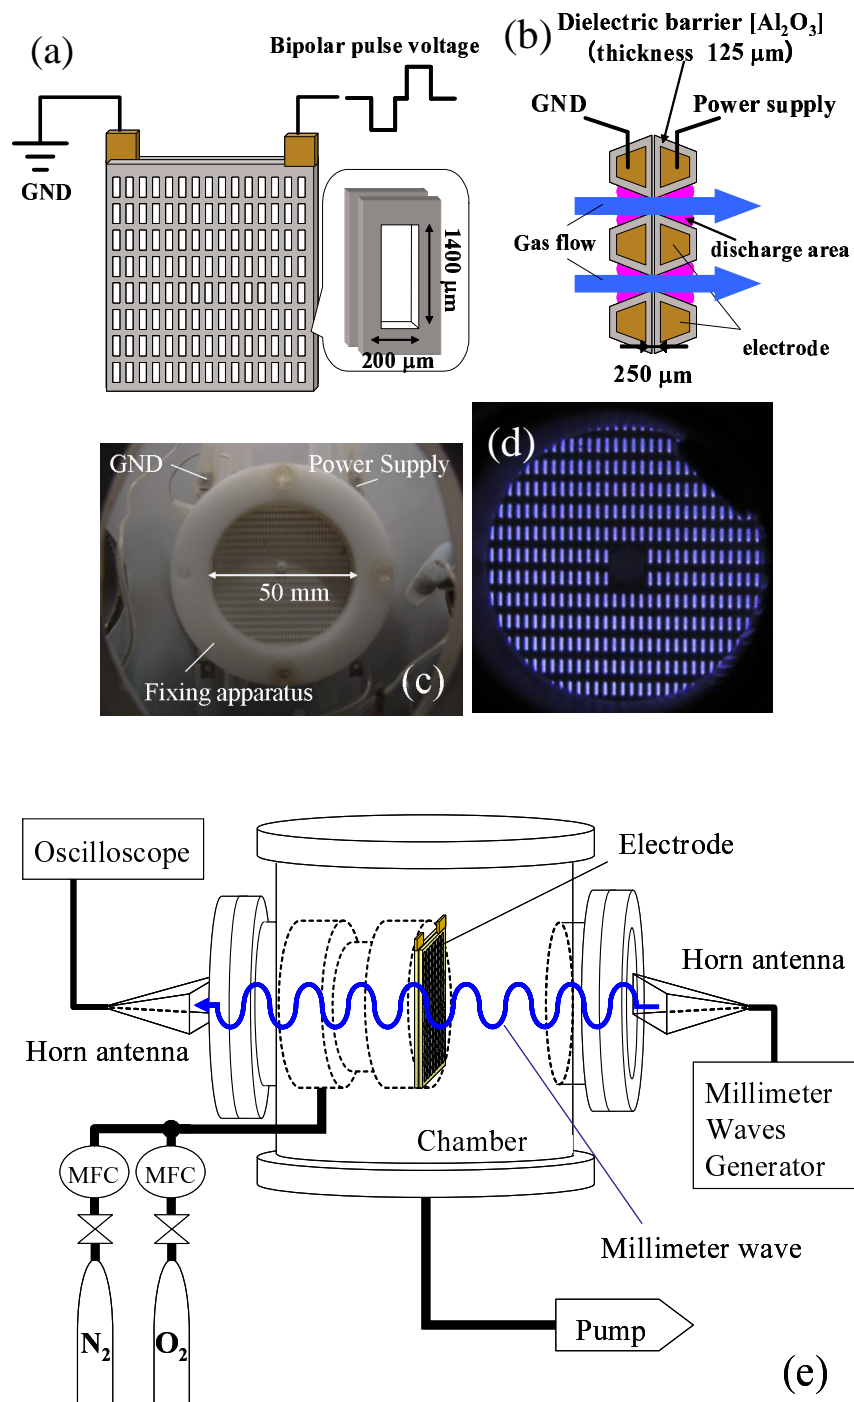 (a)
Bipolar pulse voltage
GND
1400 μm
200 μm
(b)
Dielectric barrier [Al₂O₃]
(thickness 125 μm)
GND
Power supply
Gas flow
discharge area
electrode
250 μm
GND
Power Supply
50 mm
Fixing apparatus
(c)
(d)
Oscilloscope
Electrode
Horn antenna
Horn antenna
Millimeter
Waves
Generator
Chamber
MFC
MFC
Millimeter wave
N₂
O₂
Pump
(e)